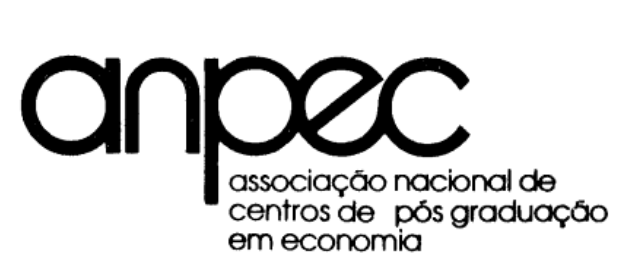 anpec
associação nacional de
centros de pós graduação
em economia